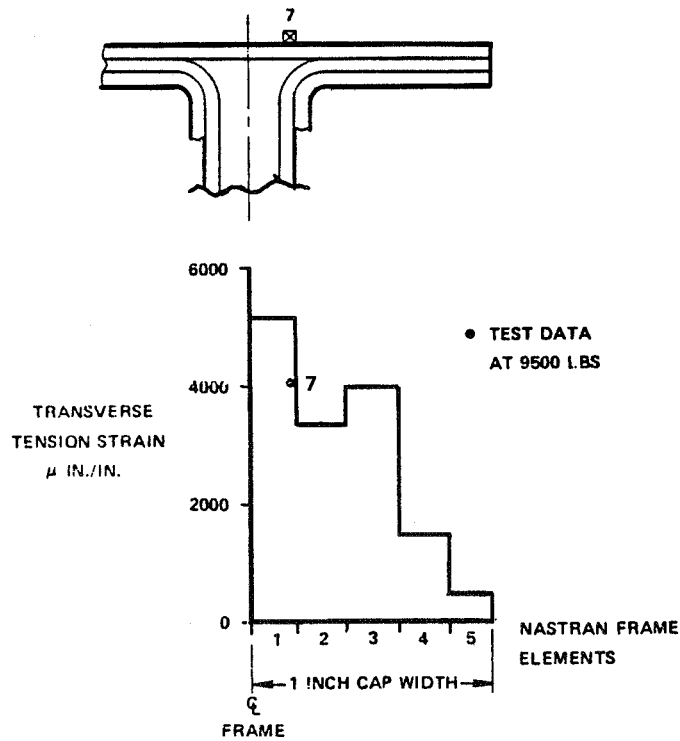 7
6000
4000
2000
0
TRANSVERSE
TENSION STRAIN
μ IN./IN.
7
● TEST DATA
AT 9500 LBS
1 2 3 4 5
NASTRAN FRAME
ELEMENTS
1 INCH CAP WIDTH
℄
FRAME